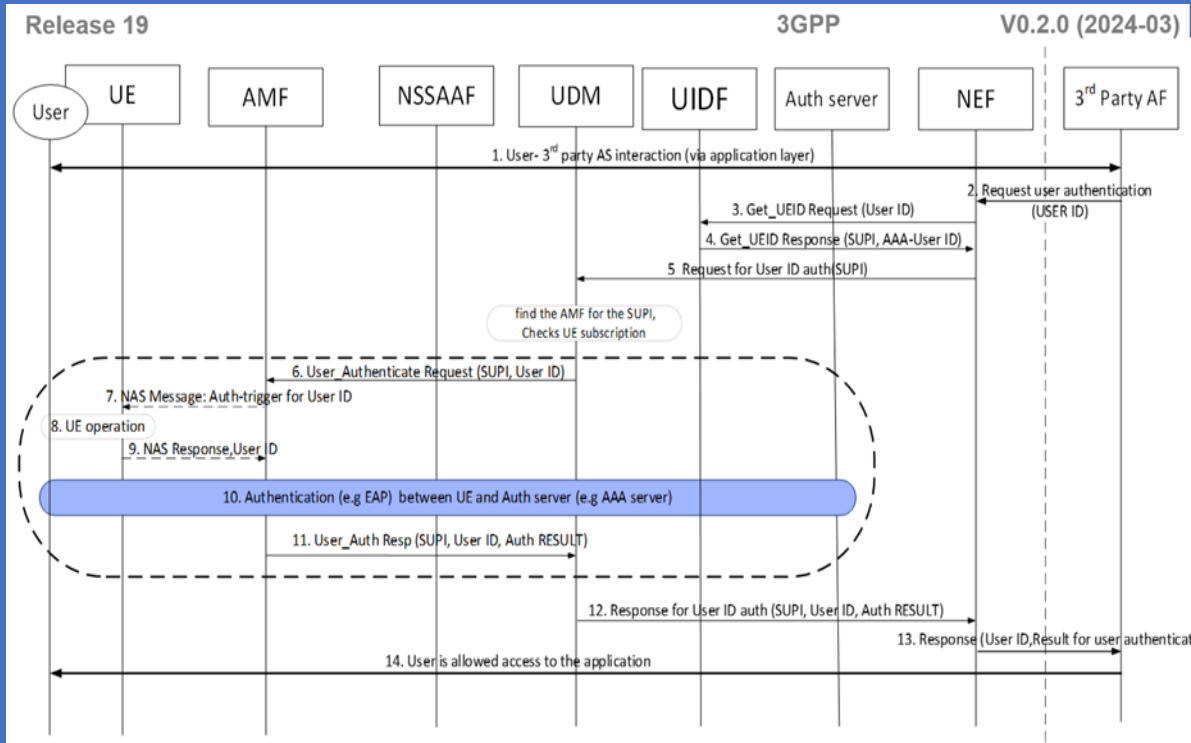 Release 19
3GPP
V0.2.0 (2024-03)
User
UE
AMF
NSSAAF
UDM
UIDF
Auth server
NEF
3rd Party AF
1. User- 3rd party AS interaction (via application layer)
2. Request user authentication
(USER ID)
3. Get_UEID Request (User ID)
4. Get_UEID Response (SUPI, AAA-User ID)
5 Request for User ID auth(SUPI)
find the AMF for the SUPI,
Checks UE subscription
6. User_Authenticate Request (SUPI, User ID)
7. NAS Message: Auth-trigger for User ID
8. UE operation
9. NAS Response,User ID
10. Authentication (e.g EAP) between UE and Auth server (e.g AAA server)
11. User_Auth Resp (SUPI, User ID, Auth RESULT)
12. Response for User ID auth (SUPI, User ID, Auth RESULT)
13. Response (User ID,Result for user authenticat
14. User is allowed access to the application